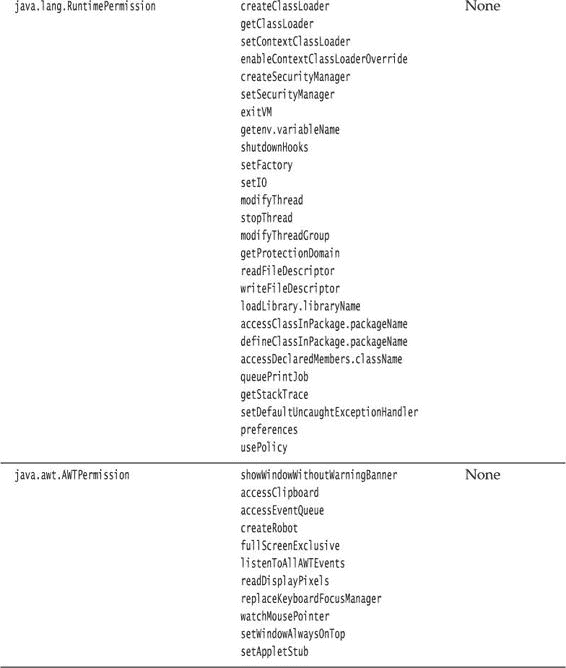 java.lang.RuntimePermission createClassLoader None
getClassLoader
setContextClassLoader
enableContextClassLoaderOverride
createSecurityManager
setSecurityManager
exitVM
getenv.variableName
shutdownHooks
setFactory
setIO
modifyThread
stopThread
modifyThreadGroup
getProtectionDomain
readFileDescriptor
writeFileDescriptor
loadLibrary.libraryName
accessClassInPackage.packageName
defineClassInPackage.packageName
accessDeclaredMembers.className
queuePrintJob
getStackTrace
setDefaultUncaughtExceptionHandler
preferences
usePolicy
java.awt.AWTPermission showWindowWithoutWarningBanner None
accessClipboard
accessEventQueue
createRobot
fullScreenExclusive
listenToAllAWTEvents
readDisplayPixels
replaceKeyboardFocusManager
watchMousePointer
setWindowAlwaysOnTop
setAppletStub